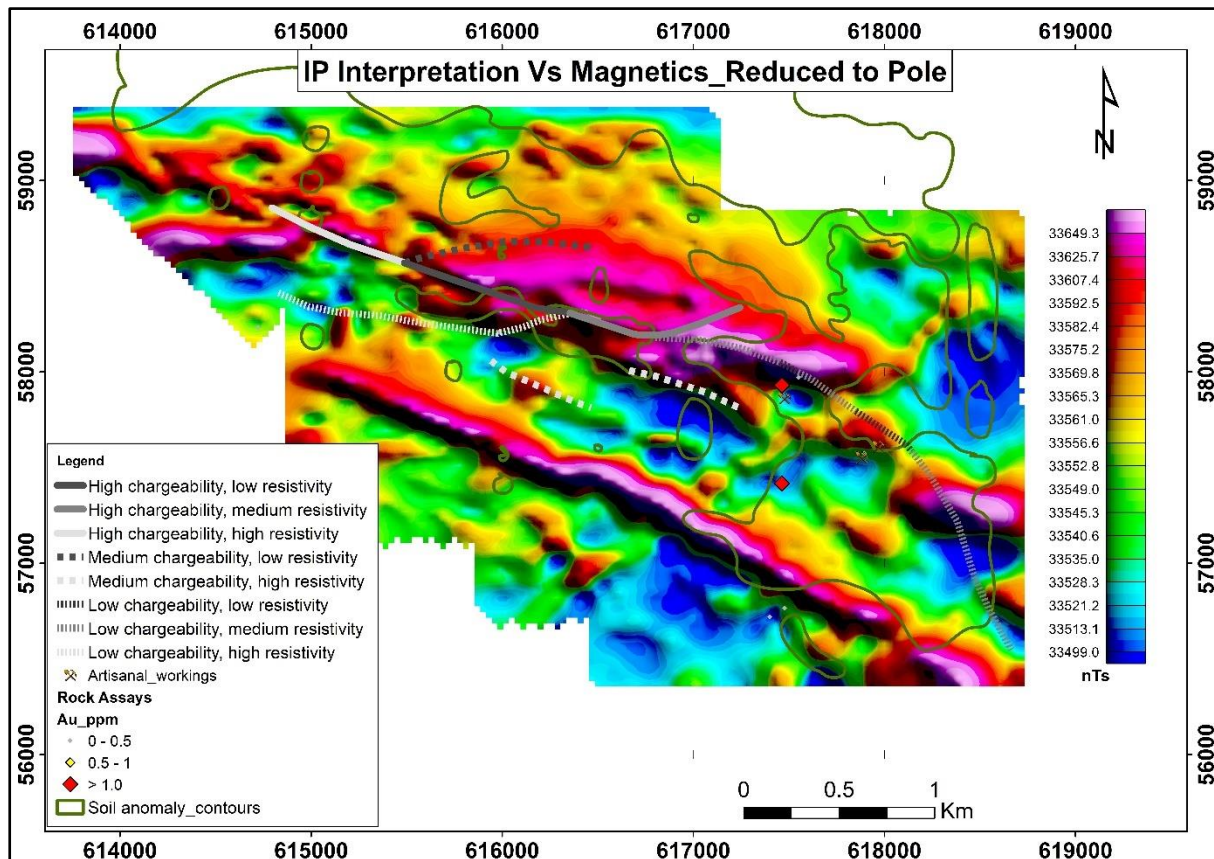 614000 615000 616000 617000 618000 619000
IP Interpretation Vs Magnetics_Reduced to Pole
N
59000
58000
57000
56000
59000
58000
57000
56000
33649.3
33625.7
33607.4
33592.5
33582.4
33575.2
33569.8
33565.3
33561.0
33556.6
33552.8
33549.0
33545.3
33540.6
33535.0
33528.3
33521.2
33513.1
33499.0
nTs
Legend
High chargeability, low resistivity
High chargeability, medium resistivity
High chargeability, high resistivity
Medium chargeability, low resistivity
Medium chargeability, high resistivity
Low chargeability, low resistivity
Low chargeability, medium resistivity
Low chargeability, high resistivity
Artisanal_workings
Rock Assays
Au_ppm
0 - 0.5
0.5 - 1
> 1.0
Soil anomaly_contours
0 0.5 1
Km
614000 615000 616000 617000 618000 619000